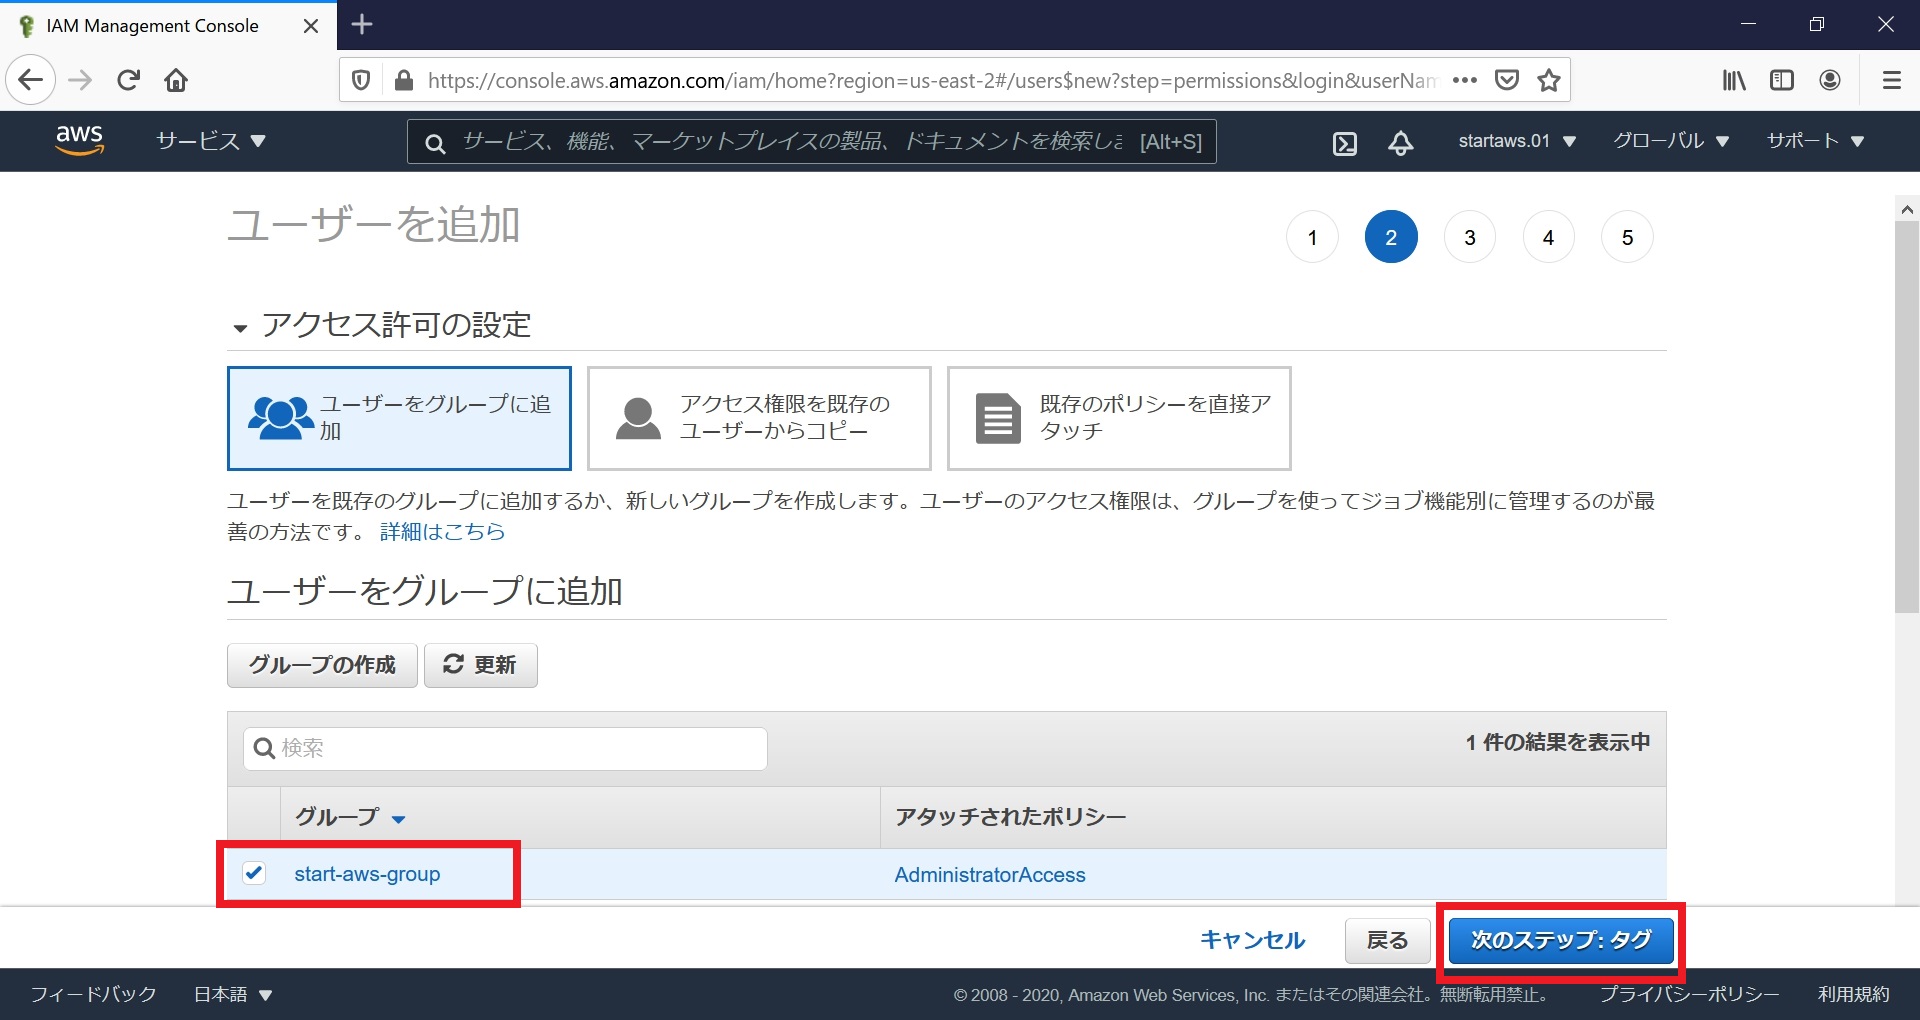 IAM Management Console
https://console.aws.amazon.com/iam/home?region=us-east-2#/users$new?step=permissions&login&userNam
aws
サービス
サービス、機能、マーケットプレイスの製品、ドキュメントを検索しま
[Alt+S]
startaws.01
グローバル
サポート
ユーザーを追加
1
2
3
4
5
アクセス許可の設定
ユーザーをグループに追
加
アクセス権限を既存の
ユーザーからコピー
既存のポリシーを直接ア
タッチ
ユーザーを既存のグループに追加するか、新しいグループを作成します。ユーザーのアクセス権限は、グループを使ってジョブ機能別に管理するのが最
善の方法です。 詳細はこちら
ユーザーをグループに追加
グループの作成
更新
検索
1 件の結果を表示中
グループ
アタッチされたポリシー
start-aws-group
AdministratorAccess
キャンセル
戻る
次のステップ: タグ
フィードバック
日本語
© 2008 - 2020, Amazon Web Services, Inc. またはその関連会社。無断転用禁止。
プライバシーポリシー
利用規約